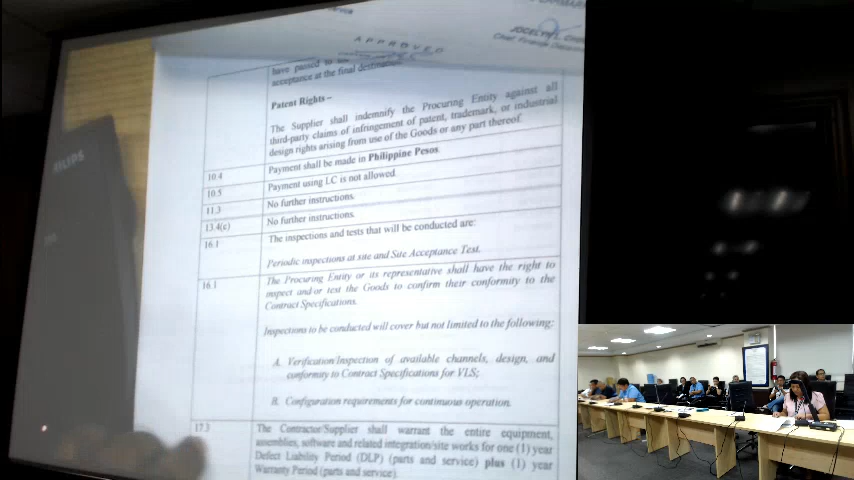 APPROVED
JOCELYN
Chief Finance
have passed to
acceptance at the final destination.
Patent Rights –
The Supplier shall indemnify the Procuring Entity against all
third-party claims of infringement of patent, trademark, or industrial
design rights arising from use of the Goods or any part thereof.
10.4 Payment shall be made in Philippine Pesos.
10.5 Payment using LC is not allowed.
11.3 No further instructions.
13.4(c) No further instructions.
16.1 The inspections and tests that will be conducted are:
Periodic inspections at site and Site Acceptance Test.
16.1 The Procuring Entity or its representative shall have the right to
inspect and/or test the Goods to confirm their conformity to the
Contract Specifications.
Inspections to be conducted will cover but not limited to the following:
A. Verification/Inspection of available channels, design, and
conformity to Contract Specifications for VLS;
B. Configuration requirements for continuous operation.
17.3 The Contractor/Supplier shall warrant the entire equipment,
assemblies, software and related integration/site works for one (1) year
Defect Liability Period (DLP) (parts and service) plus (1) year
Warranty Period (parts and service).
PHILIPS